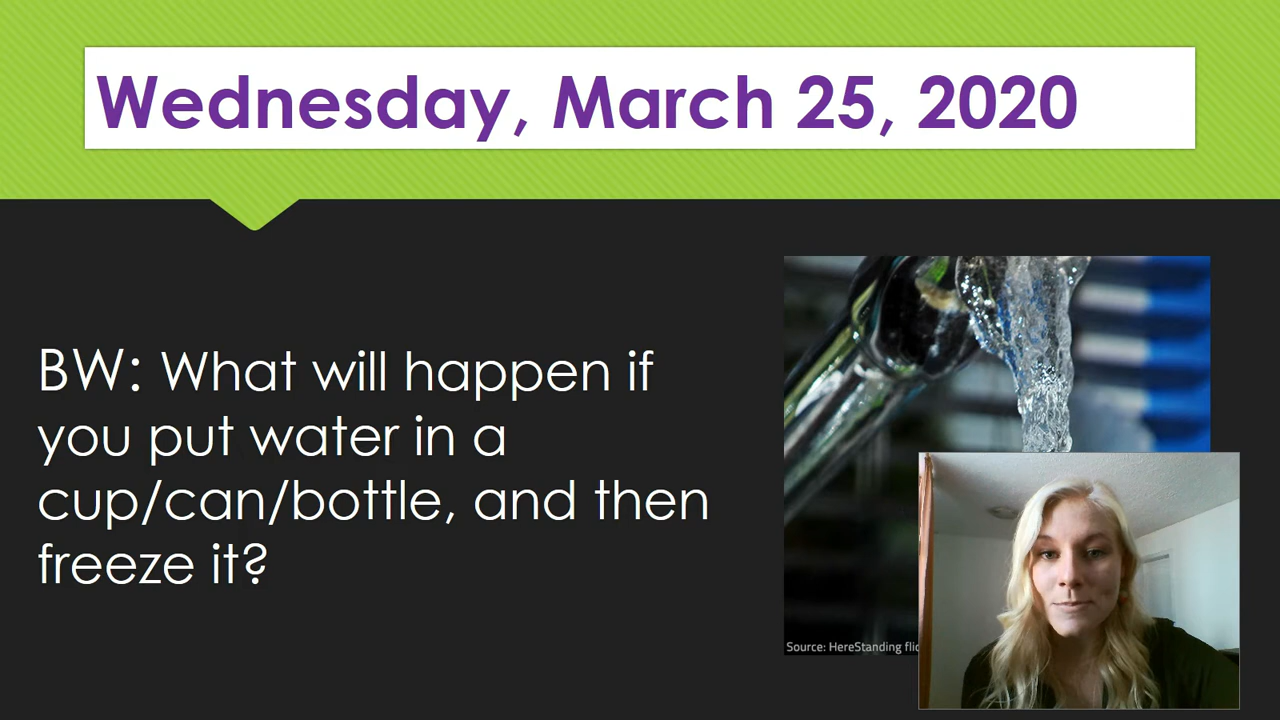 Wednesday, March 25, 2020
BW: What will happen if
you put water in a
cup/can/bottle, and then
freeze it?
Source: HereStanding